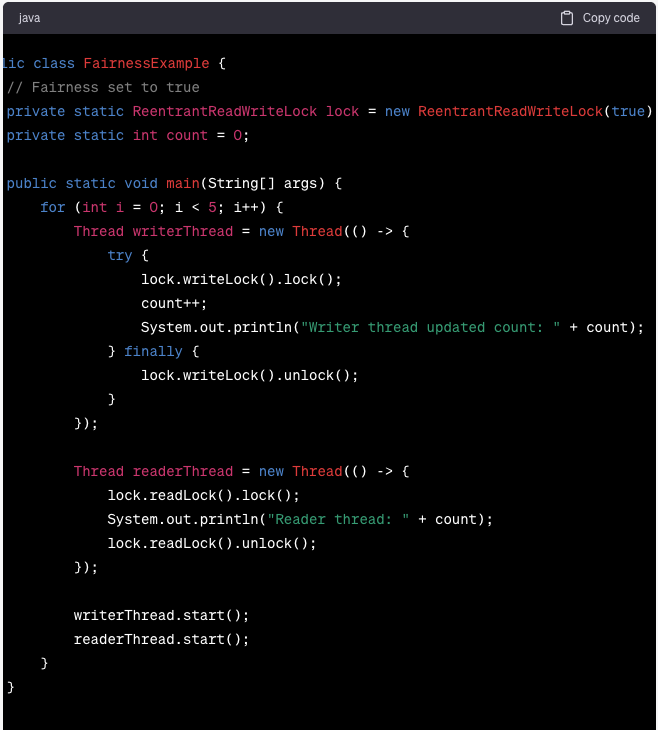 java
Copy code
lic class FairnessExample {
// Fairness set to true
private static ReentrantReadWriteLock lock = new ReentrantReadWriteLock(true)
private static int count = 0;
public static void main(String[] args) {
for (int i = 0; i < 5; i++) {
Thread writerThread = new Thread(() -> {
try {
lock.writeLock().lock();
count++;
System.out.println("Writer thread updated count: " + count);
} finally {
lock.writeLock().unlock();
}
});
Thread readerThread = new Thread(() -> {
lock.readLock().lock();
System.out.println("Reader thread: " + count);
lock.readLock().unlock();
});
writerThread.start();
readerThread.start();
}
}